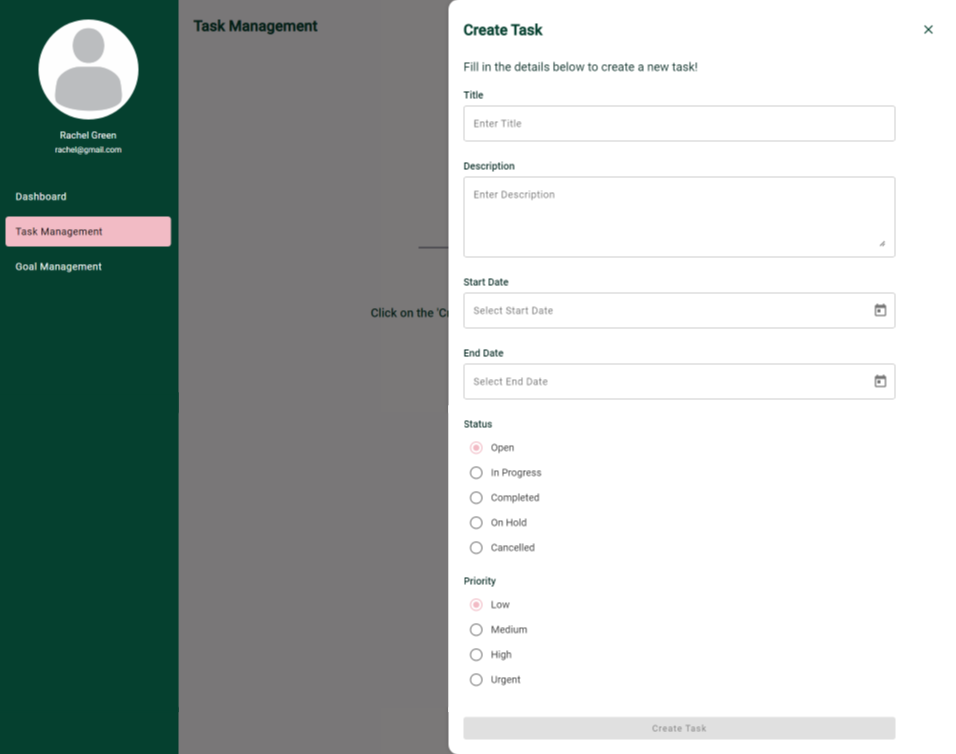 Rachel Green
rachel@gmail.com
Dashboard
Task Management
Goal Management
Task Management
Click on the 'C
Create Task
Fill in the details below to create a new task!
Title
Enter Title
Description
Enter Description
Start Date
Select Start Date
End Date
Select End Date
Status
Open
In Progress
Completed
On Hold
Cancelled
Priority
Low
Medium
High
Urgent
Create Task